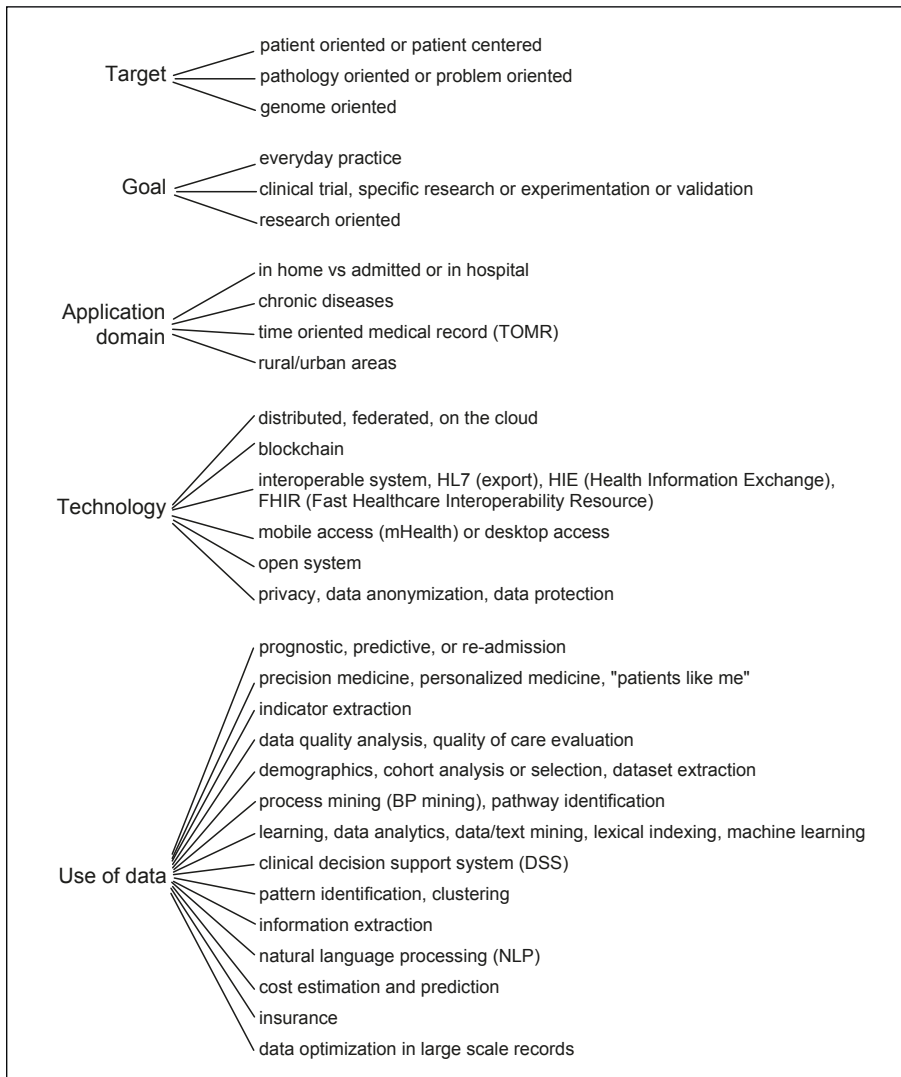 Target
patient oriented or patient centered
pathology oriented or problem oriented
genome oriented
Goal
everyday practice
clinical trial, specific research or experimentation or validation
research oriented
Application
domain
in home vs admitted or in hospital
chronic diseases
time oriented medical record (TOMR)
rural/urban areas
Technology
distributed, federated, on the cloud
blockchain
interoperable system, HL7 (export), HIE (Health Information Exchange),
FHIR (Fast Healthcare Interoperability Resource)
mobile access (mHealth) or desktop access
open system
privacy, data anonymization, data protection
Use of data
prognostic, predictive, or re-admission
precision medicine, personalized medicine, "patients like me"
indicator extraction
data quality analysis, quality of care evaluation
demographics, cohort analysis or selection, dataset extraction
process mining (BP mining), pathway identification
learning, data analytics, data/text mining, lexical indexing, machine learning
clinical decision support system (DSS)
pattern identification, clustering
information extraction
natural language processing (NLP)
cost estimation and prediction
insurance
data optimization in large scale records